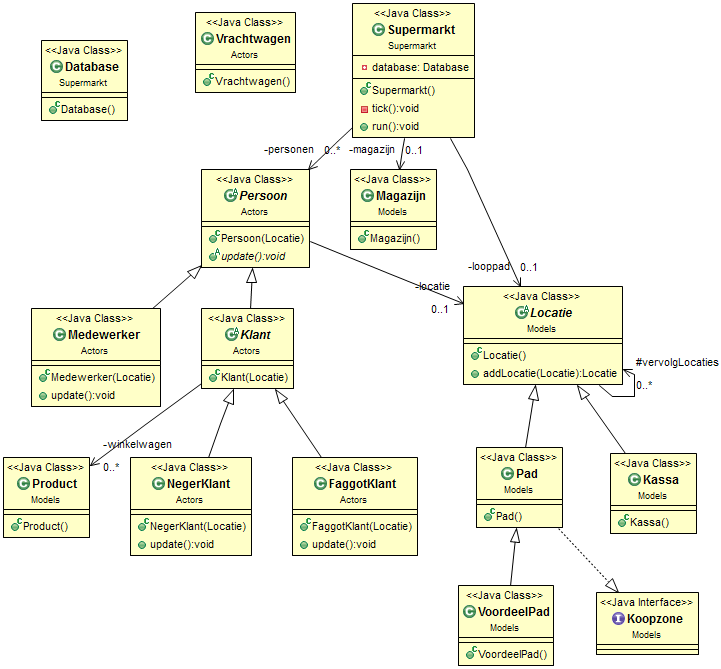 <<Java Class>>
Database
Supermarkt
Database()
<<Java Class>>
Vrachtwagen
Actors
Vrachtwagen()
<<Java Class>>
Supermarkt
Supermarkt
database: Database
Supermarkt()
tick():void
run():void
-personen
0..*
-magazijn
0..1
-looppad
0..1
<<Java Class>>
Persoon
Actors
Persoon(Locatie)
update():void
<<Java Class>>
Magazijn
Models
Magazijn()
-locatie
0..1
<<Java Class>>
Locatie
Models
Locatie()
addLocatie(Locatie):Locatie
#vervolgLocaties
0..*
<<Java Class>>
Medewerker
Actors
Medewerker(Locatie)
update():void
<<Java Class>>
Klant
Actors
Klant(Locatie)
-winkelwagen
0..*
<<Java Class>>
Product
Models
Product()
<<Java Class>>
NegerKlant
Actors
NegerKlant(Locatie)
update():void
<<Java Class>>
FaggotKlant
Actors
FaggotKlant(Locatie)
update():void
<<Java Class>>
Pad
Models
Pad()
<<Java Class>>
Kassa
Models
Kassa()
<<Java Class>>
VoordeelPad
Models
VoordeelPad()
<<Java Interface>>
Koopzone
Models